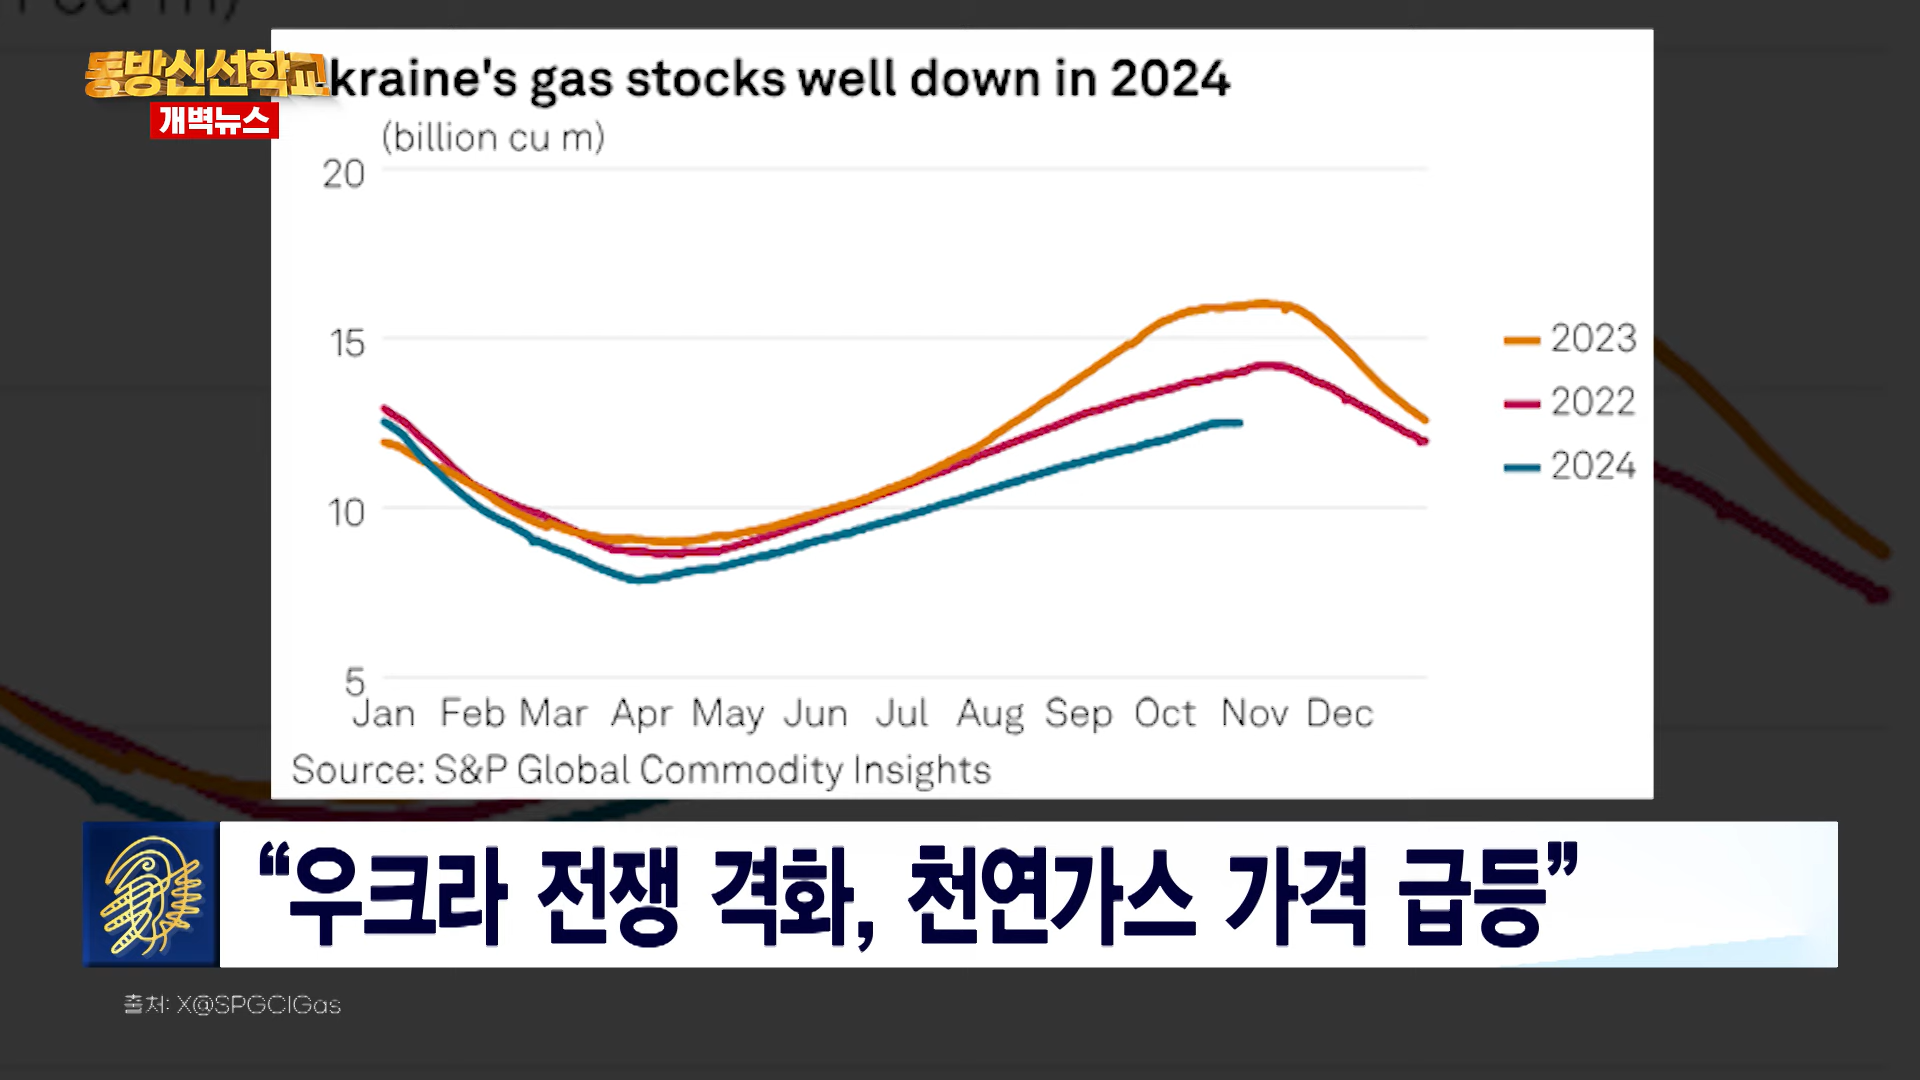 동방신선학교
개벽뉴스
kraine's gas stocks well down in 2024
(billion cu m)
20
15
10
5
Jan Feb Mar Apr May Jun Jul Aug Sep Oct Nov Dec
2023
2022
2024
Source: S&P Global Commodity Insights
“우크라 전쟁 격화, 천연가스 가격 급등”
출처: X@SPGCIGas